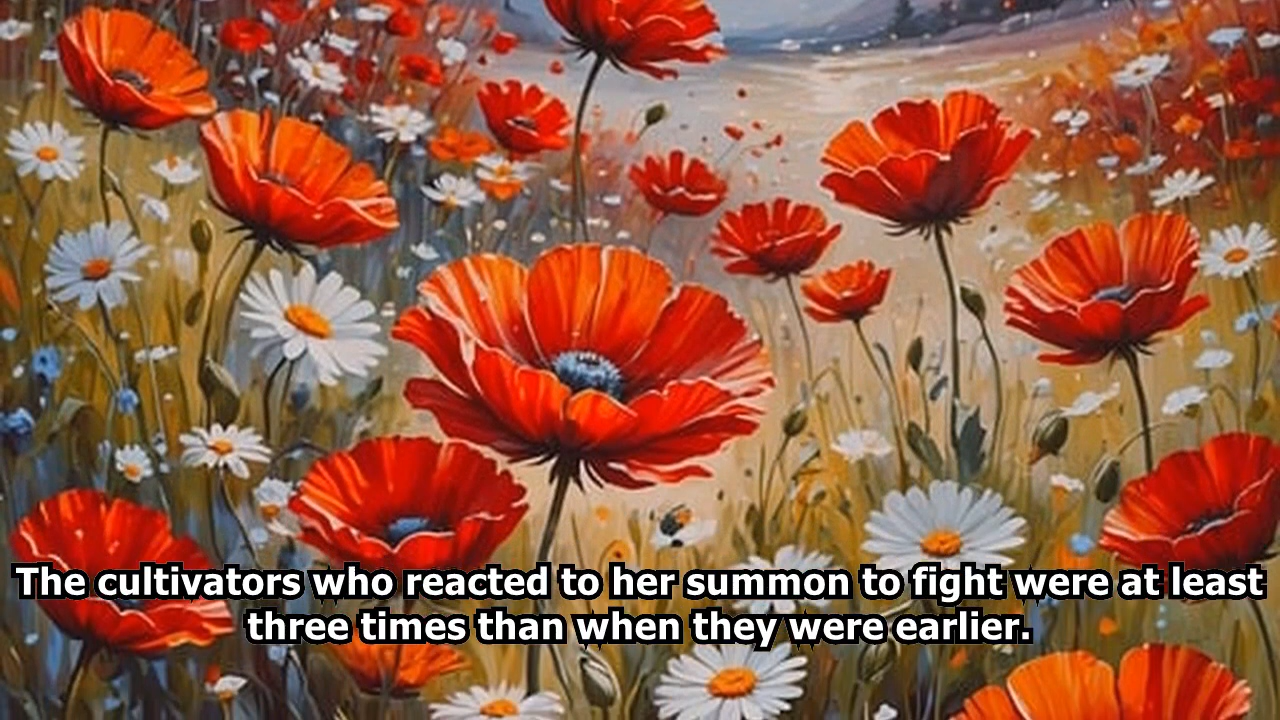 The cultivators who reacted to her summon to fight were at least
three times than when they were earlier.